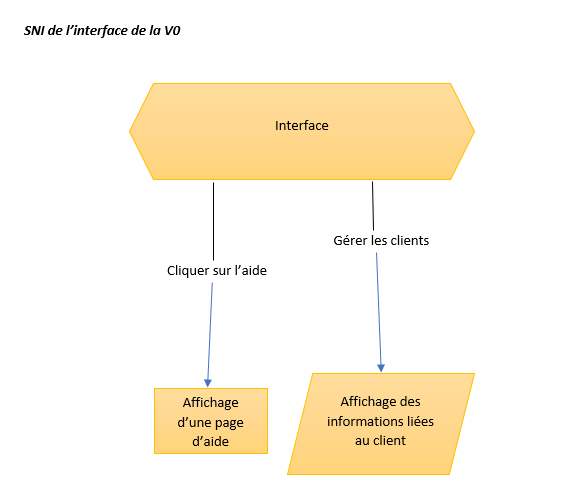 SNI de l’interface de la V0
Interface
Gérer les clients
Cliquer sur l’aide
Affichage
d’une page
d’aide
Affichage des
informations liées
au client